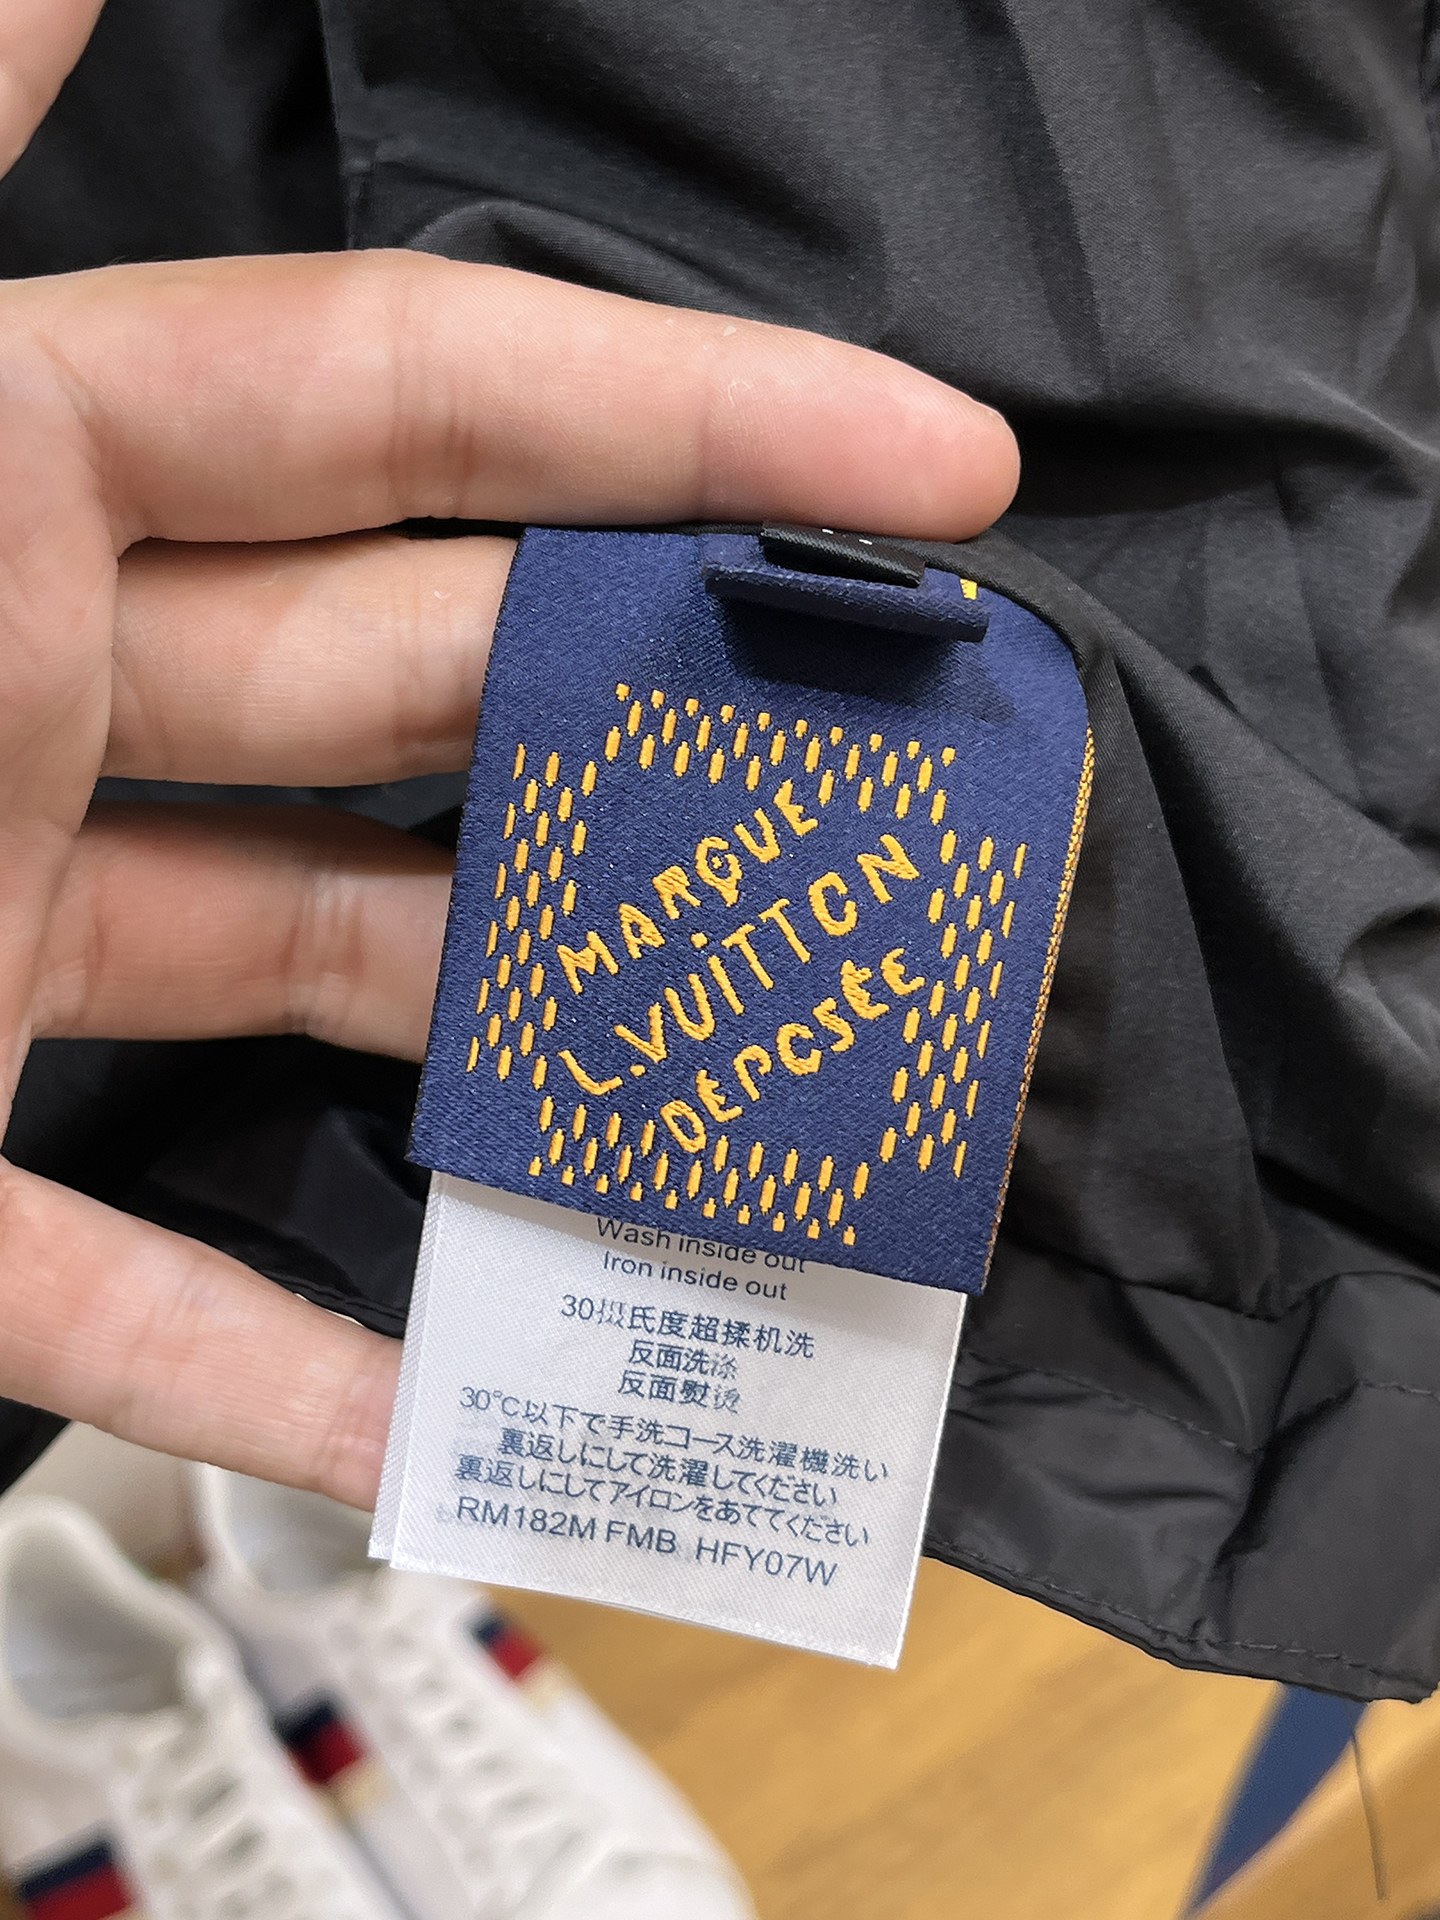 MARQUE
L.VUITTON
DÉPOSÉE
Wash inside out
Iron inside out
30摄氏度超揉机洗
反面洗涤
反面熨烫
30°C以下で手洗コース洗濯機洗い
裏返しにして洗濯してください
裏返しにしてアイロンをあててください
RM182M FMB HFY07W